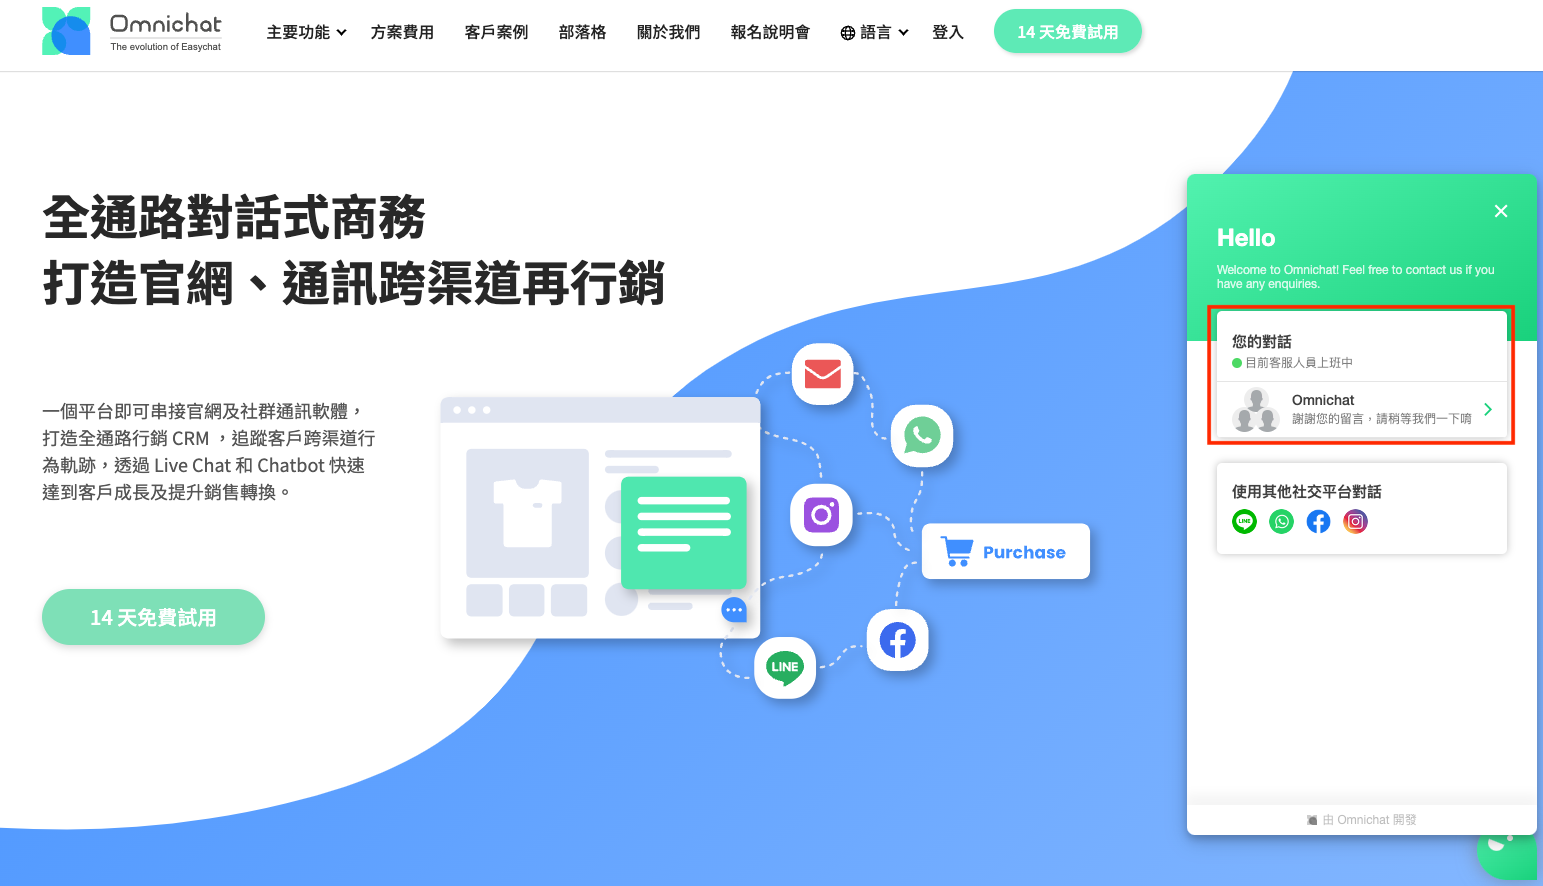 Omnichat
The evolution of Easychat
主要功能 方案費用 客戶案例 部落格 關於我們 報名說明會 語言 登入 14 天免費試用
全通路對話式商務
打造官網、通訊跨渠道再行銷
一個平台即可串接官網及社群通訊軟體，
打造全通路行銷 CRM ，追蹤客戶跨渠道行
為軌跡，透過 Live Chat 和 Chatbot 快速
達到客戶成長及提升銷售轉換。
14 天免費試用
Purchase
LINE
Hello
Welcome to Omnichat! Feel free to contact us if you
have any enquiries.
您的對話
目前客服人員上班中
Omnichat
謝謝您的留言，請稍等我們一下唷
使用其他社交平台對話
LINE
由 Omnichat 開發